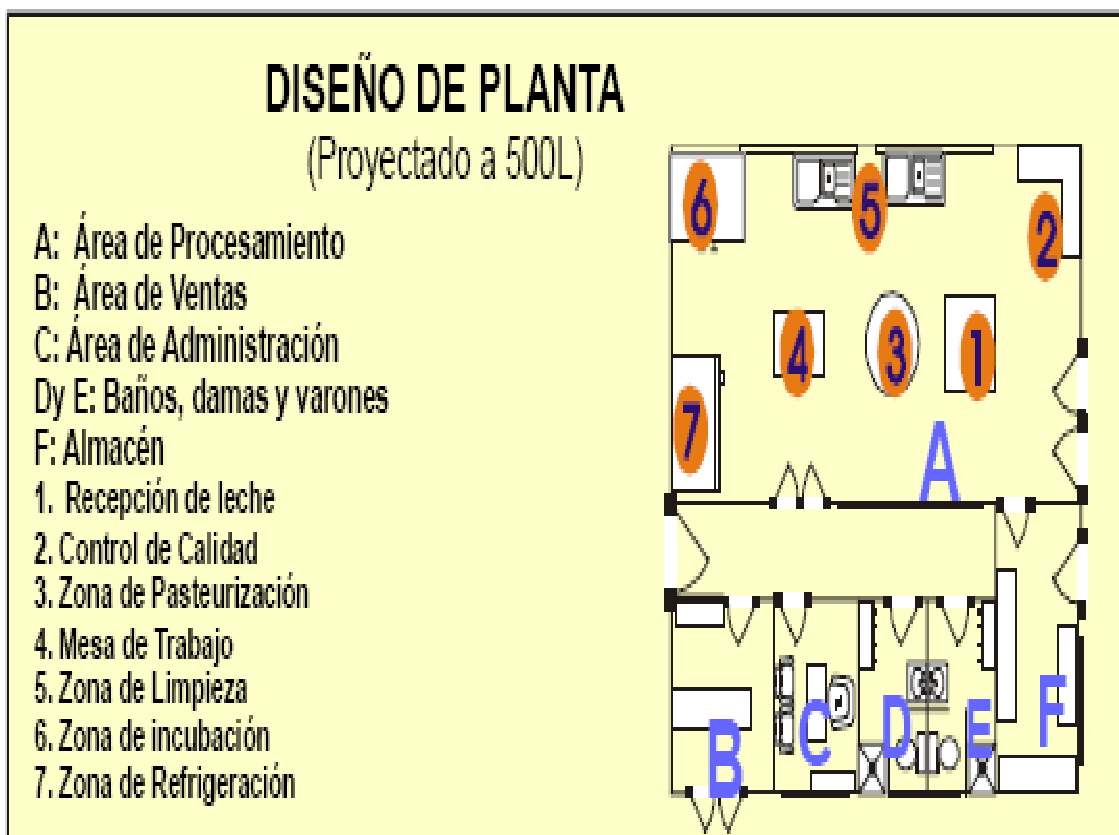 DISEÑO DE PLANTA
(Proyectado a 500L)
A: Área de Procesamiento
B: Área de Ventas
C: Área de Administración
Dy E: Baños, damas y varones
F: Almacén
1. Recepción de leche
2. Control de Calidad
3. Zona de Pasteurización
4. Mesa de Trabajo
5. Zona de Limpieza
6. Zona de incubación
7. Zona de Refrigeración
6
5
2
4
3
1
7
A
B
C
D
E
F